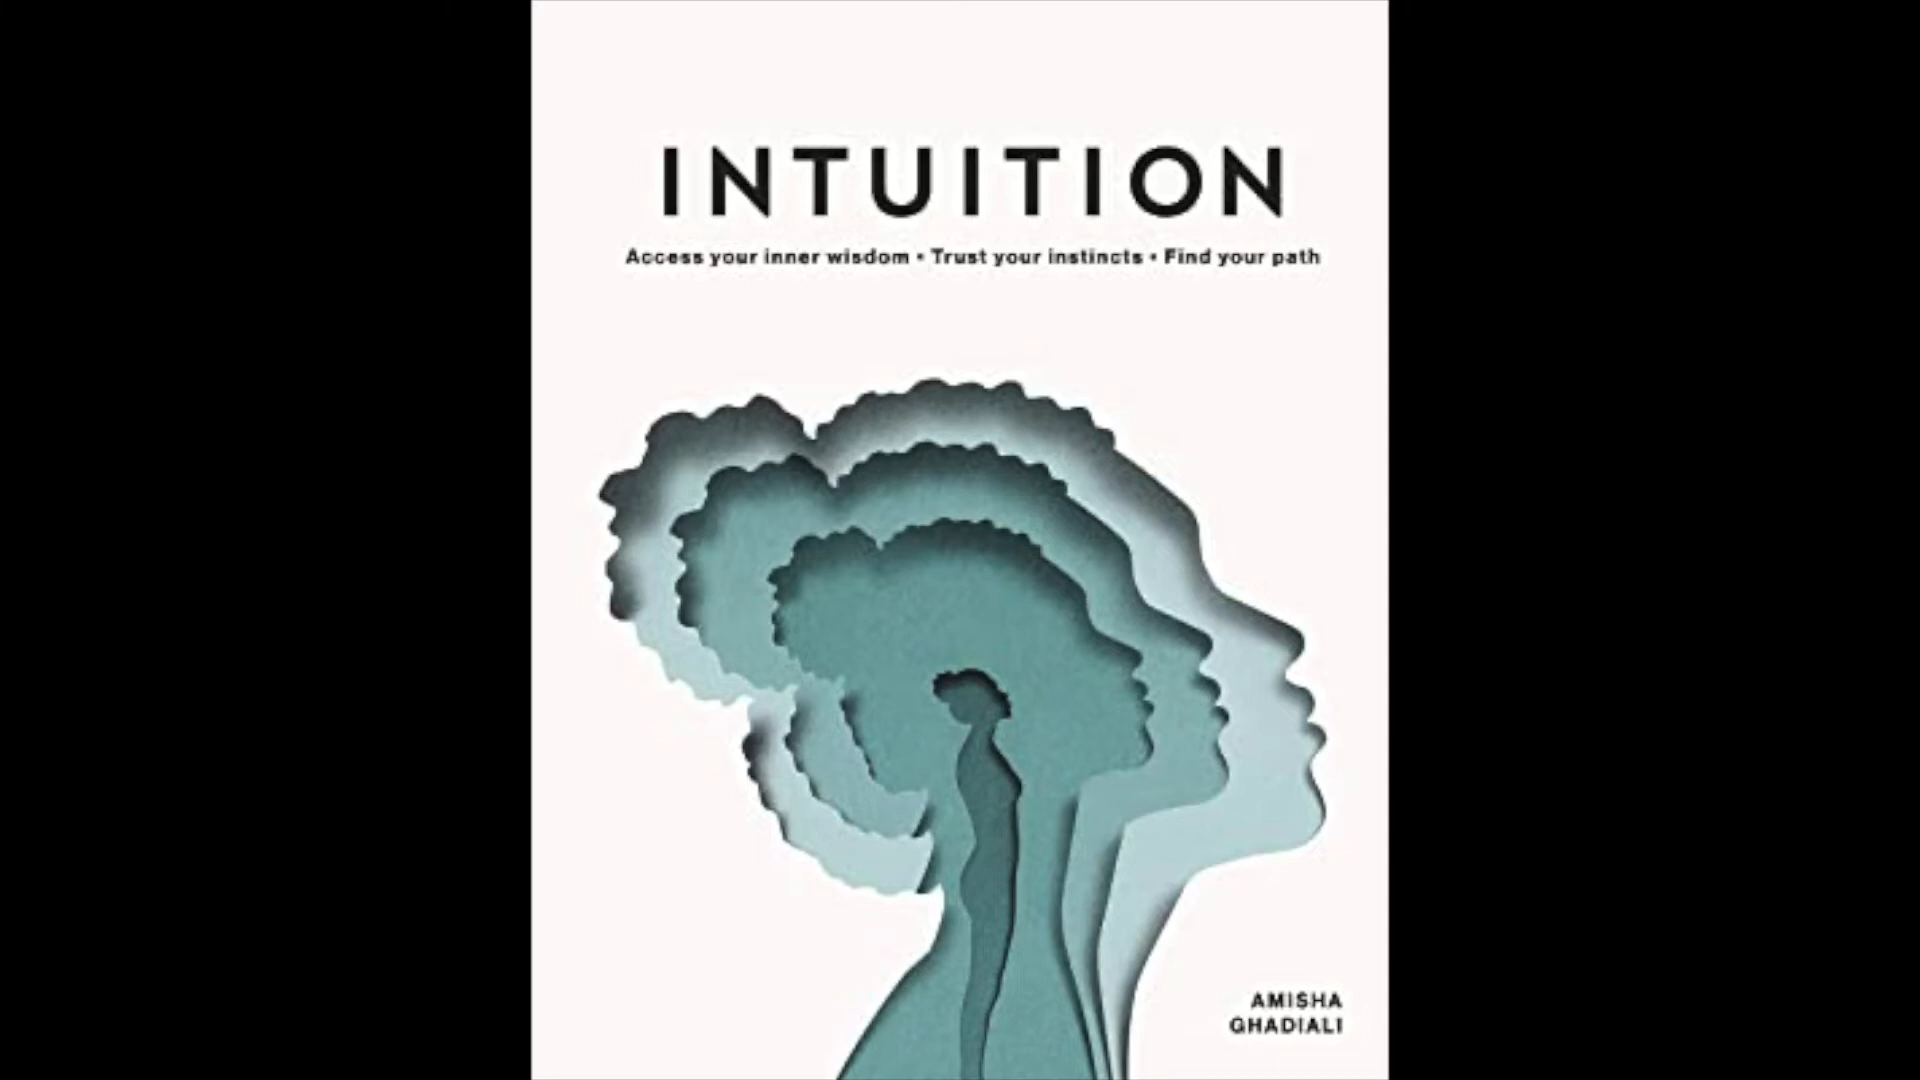 INTUITION
Access your inner wisdom • Trust your instincts • Find your path
AMISHA
GHADIALI